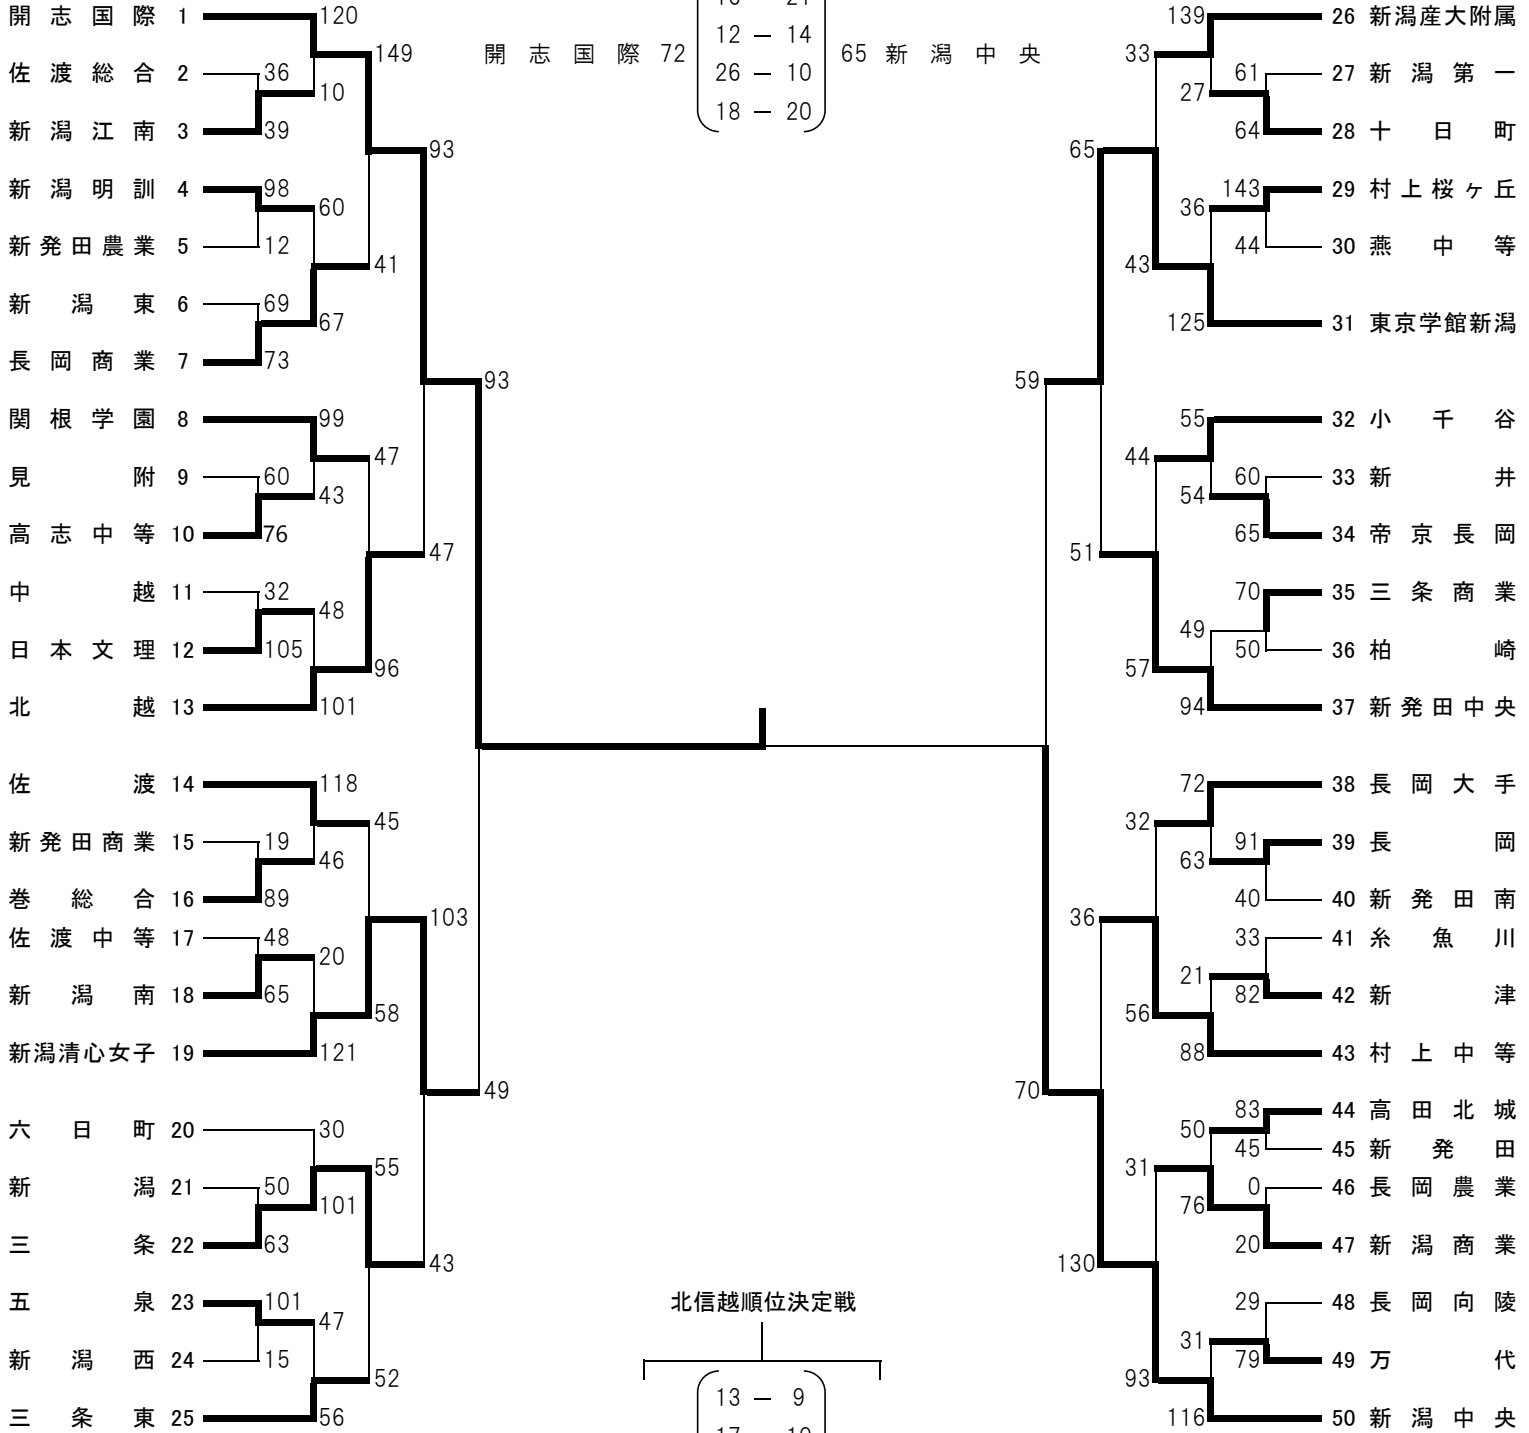 開志国際 1 120 139 26 新潟産大附属
12 — 14
149 開志国際 72 65 新潟中央 33
佐渡総合 2 36 26 — 10 61 27 新潟第一
10 27
18 — 20
新潟江南 3 39 64 28 十日町
93 65
新潟明訓 4 98 143 29 村上桜ヶ丘
60 36
新発田農業 5 12 44 30 燕中等
41 43
新潟東 6 69
67 125 31 東京学館新潟
長岡商業 7 73
93 59
関根学園 8 99 55 32 小千谷
47 44
見附 9 60 60 33 新井
43 54
高志中等 10 76 65 34 帝京長岡
47 51
中越 11 32 70 35 三条商業
48 49
日本文理 12 105 50 36 柏崎
96 57
北越 13 101 94 37 新発田中央
佐渡 14 118 72 38 長岡大手
45 32
新発田商業 15 19 91 39 長岡
46 63
巻総合 16 89 40 40 新発田南
103 36
佐渡中等 17 48 33 41 糸魚川
20 21
新潟南 18 65 82 42 新津
58 56
新潟清心女子 19 121 88 43 村上中等
49 70
83 44 高田北城
六日町 20 30 50
45 45 新発田
55 31
新潟 21 50 0 46 長岡農業
101 76
三条 22 63 20 47 新潟商業
43 130
五泉 23 101 北信越順位決定戦 29 48 長岡向陵
47 31
新潟西 24 15 79 49 万代
52 93
13 — 9
三条東 25 56 116 50 新潟中央